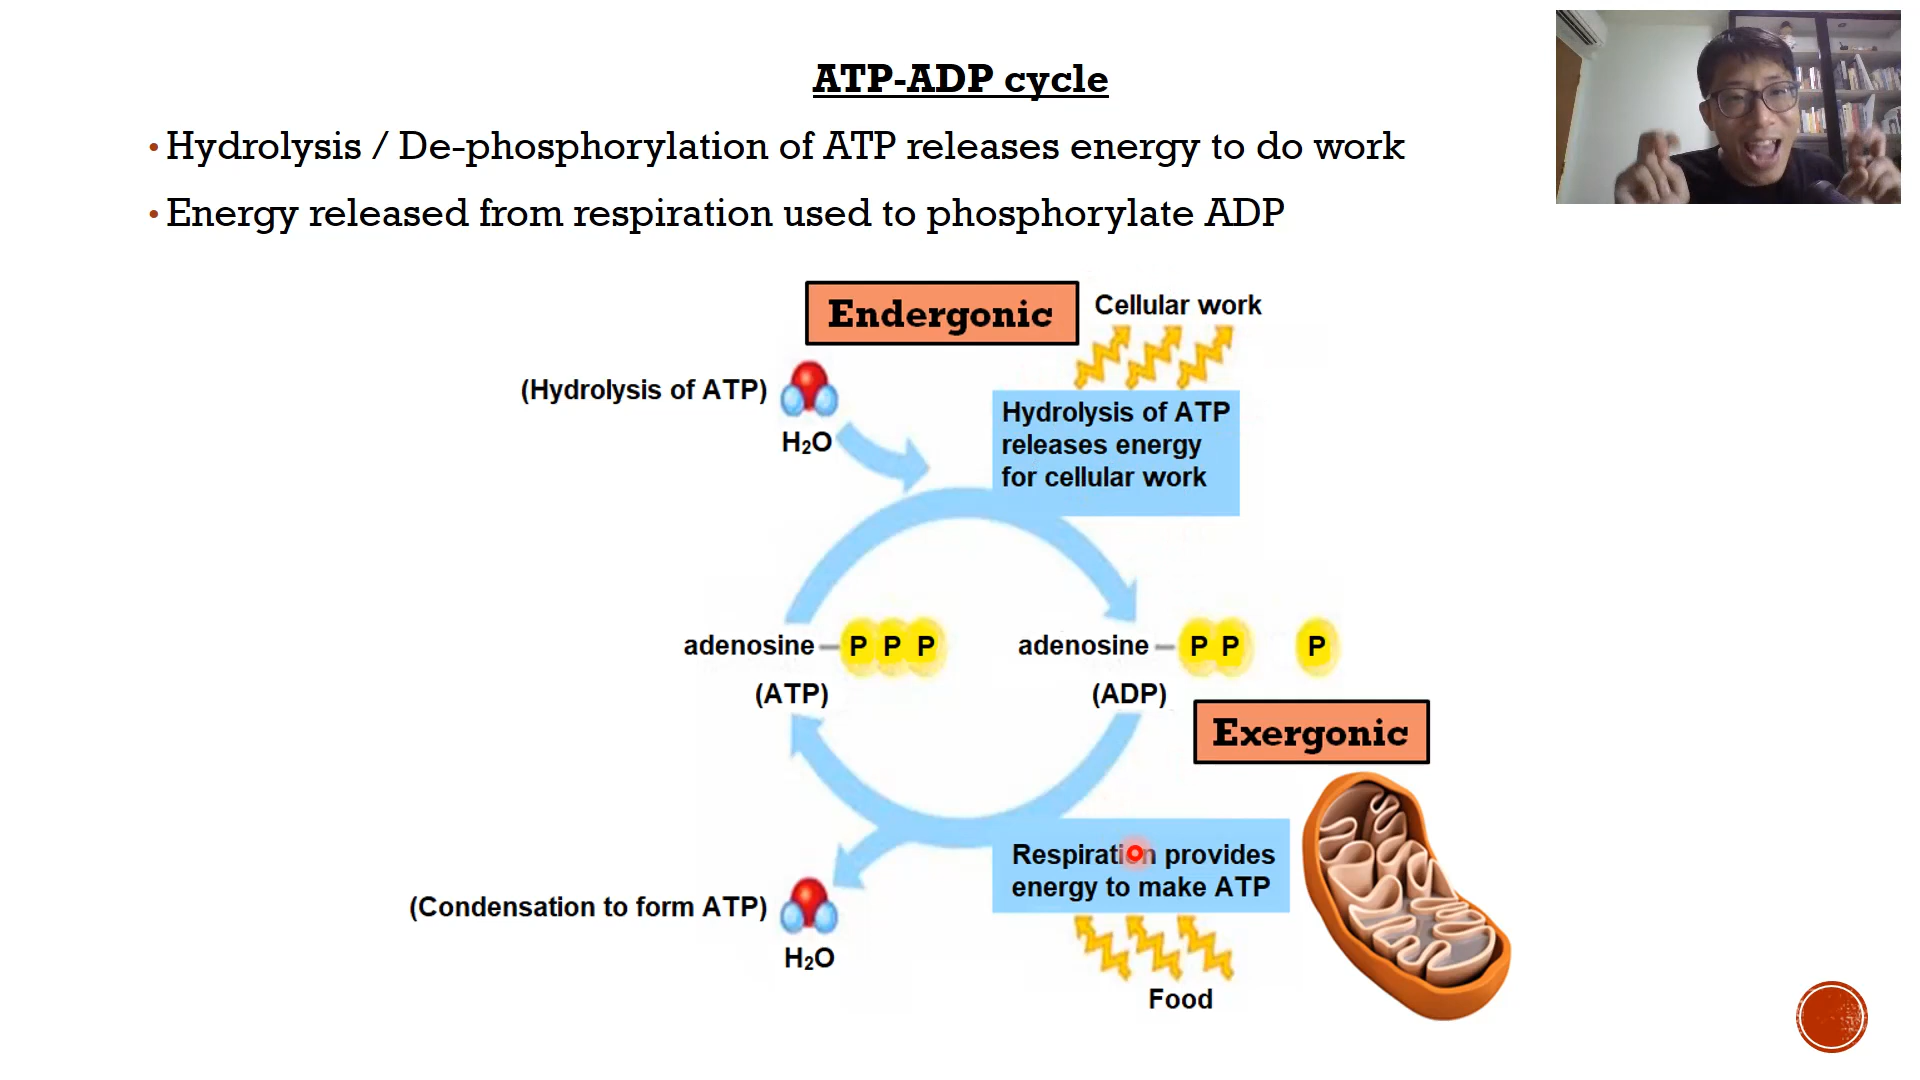 ATP-ADP cycle
• Hydrolysis / De-phosphorylation of ATP releases energy to do work
• Energy released from respiration used to phosphorylate ADP
Endergonic
Cellular work
(Hydrolysis of ATP)
H₂O
Hydrolysis of ATP
releases energy
for cellular work
adenosine
P P P
(ATP)
adenosine
P P
P
(ADP)
Exergonic
Respiration provides
energy to make ATP
(Condensation to form ATP)
H₂O
Food